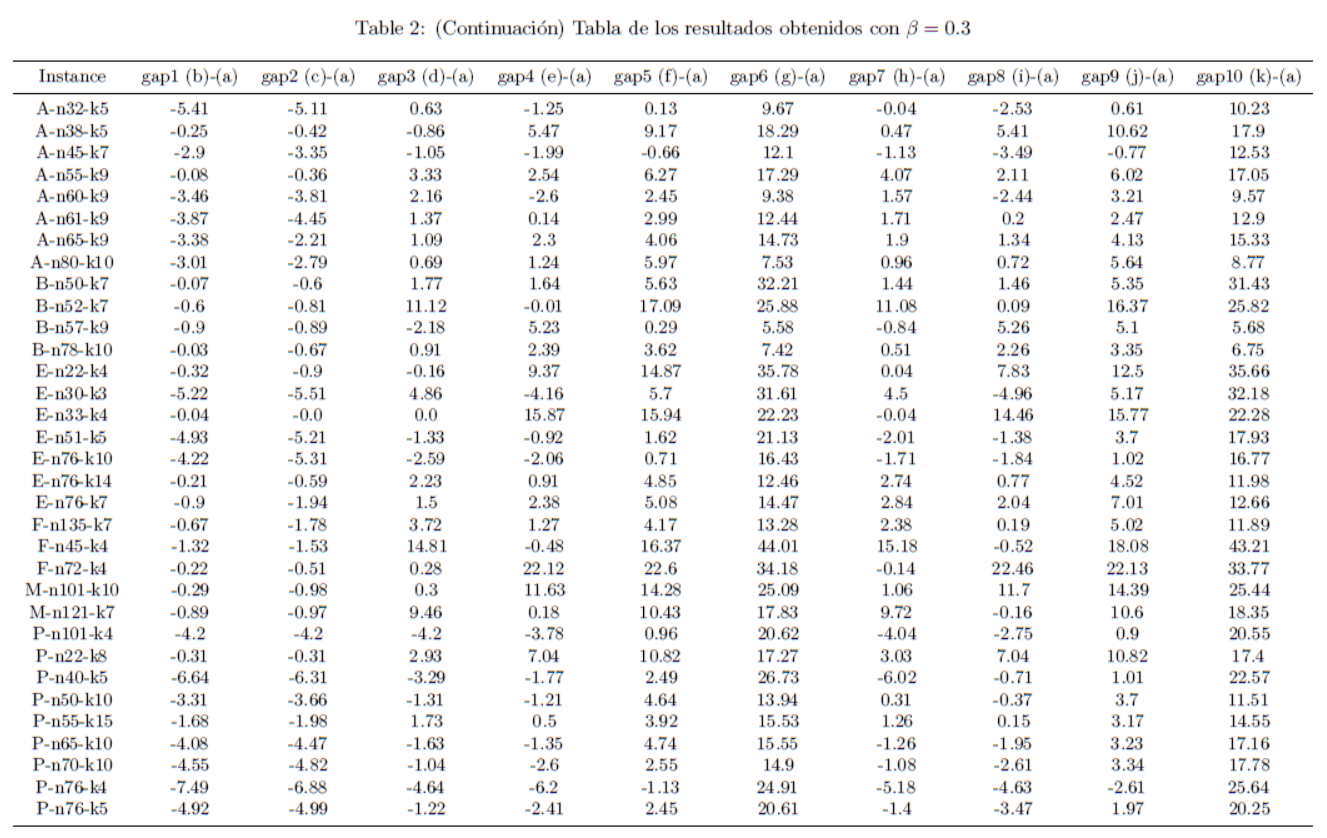 Table 2: (Continuación) Tabla de los resultados obtenidos con β = 0.3
Instance gap1 (b)-(a) gap2 (c)-(a) gap3 (d)-(a) gap4 (e)-(a) gap5 (f)-(a) gap6 (g)-(a) gap7 (h)-(a) gap8 (i)-(a) gap9 (j)-(a) gap10 (k)-(a)
A-n32-k5 -5.41 -5.11 0.63 -1.25 0.13 9.67 -0.04 -2.53 0.61 10.23
A-n38-k5 -0.25 -0.42 -0.86 5.47 9.17 18.29 0.47 5.41 10.62 17.9
A-n45-k7 -2.9 -3.35 -1.05 -1.99 -0.66 12.1 -1.13 -3.49 -0.77 12.53
A-n55-k9 -0.08 -0.36 3.33 2.54 6.27 17.29 4.07 2.11 6.02 17.05
A-n60-k9 -3.46 -3.81 2.16 -2.6 2.45 9.38 1.57 -2.44 3.21 9.57
A-n61-k9 -3.87 -4.45 1.37 0.14 2.99 12.44 1.71 0.2 2.47 12.9
A-n65-k9 -3.38 -2.21 1.09 2.3 4.06 14.73 1.9 1.34 4.13 15.33
A-n80-k10 -3.01 -2.79 0.69 1.24 5.97 7.53 0.96 0.72 5.64 8.77
B-n50-k7 -0.07 -0.6 1.77 1.64 5.63 32.21 1.44 1.46 5.35 31.43
B-n52-k7 -0.6 -0.81 11.12 -0.01 17.09 25.88 11.08 0.09 16.37 25.82
B-n57-k9 -0.9 -0.89 -2.18 5.23 0.29 5.58 -0.84 5.26 5.1 5.68
B-n78-k10 -0.03 -0.67 0.91 2.39 3.62 7.42 0.51 2.26 3.35 6.75
E-n22-k4 -0.32 -0.9 -0.16 9.37 14.87 35.78 0.04 7.83 12.5 35.66
E-n30-k3 -5.22 -5.51 4.86 -4.16 5.7 31.61 4.5 -4.96 5.17 32.18
E-n33-k4 -0.04 -0.0 0.0 15.87 15.94 22.23 -0.04 14.46 15.77 22.28
E-n51-k5 -4.93 -5.21 -1.33 -0.92 1.62 21.13 -2.01 -1.38 3.7 17.93
E-n76-k10 -4.22 -5.31 -2.59 -2.06 0.71 16.43 -1.71 -1.84 1.02 16.77
E-n76-k14 -0.21 -0.59 2.23 0.91 4.85 12.46 2.74 0.77 4.52 11.98
E-n76-k7 -0.9 -1.94 1.5 2.38 5.08 14.47 2.84 2.04 7.01 12.66
F-n135-k7 -0.67 -1.78 3.72 1.27 4.17 13.28 2.38 0.19 5.02 11.89
F-n45-k4 -1.32 -1.53 14.81 -0.48 16.37 44.01 15.18 -0.52 18.08 43.21
F-n72-k4 -0.22 -0.51 0.28 22.12 22.6 34.18 -0.14 22.46 22.13 33.77
M-n101-k10 -0.29 -0.98 0.3 11.63 14.28 25.09 1.06 11.7 14.39 25.44
M-n121-k7 -0.89 -0.97 9.46 0.18 10.43 17.83 9.72 -0.16 10.6 18.35
P-n101-k4 -4.2 -4.2 -4.2 -3.78 0.96 20.62 -4.04 -2.75 0.9 20.55
P-n22-k8 -0.31 -0.31 2.93 7.04 10.82 17.27 3.03 7.04 10.82 17.4
P-n40-k5 -6.64 -6.31 -3.29 -1.77 2.49 26.73 -6.02 -0.71 1.01 22.57
P-n50-k10 -3.31 -3.66 -1.31 -1.21 4.64 13.94 0.31 -0.37 3.7 11.51
P-n55-k15 -1.68 -1.98 1.73 0.5 3.92 15.53 1.26 0.15 3.17 14.55
P-n65-k10 -4.08 -4.47 -1.63 -1.35 4.74 15.55 -1.26 -1.95 3.23 17.16
P-n70-k10 -4.55 -4.82 -1.04 -2.6 2.55 14.9 -1.08 -2.61 3.34 17.78
P-n76-k4 -7.49 -6.88 -4.64 -6.2 -1.13 24.91 -5.18 -4.63 -2.61 25.64
P-n76-k5 -4.92 -4.99 -1.22 -2.41 2.45 20.61 -1.4 -3.47 1.97 20.25